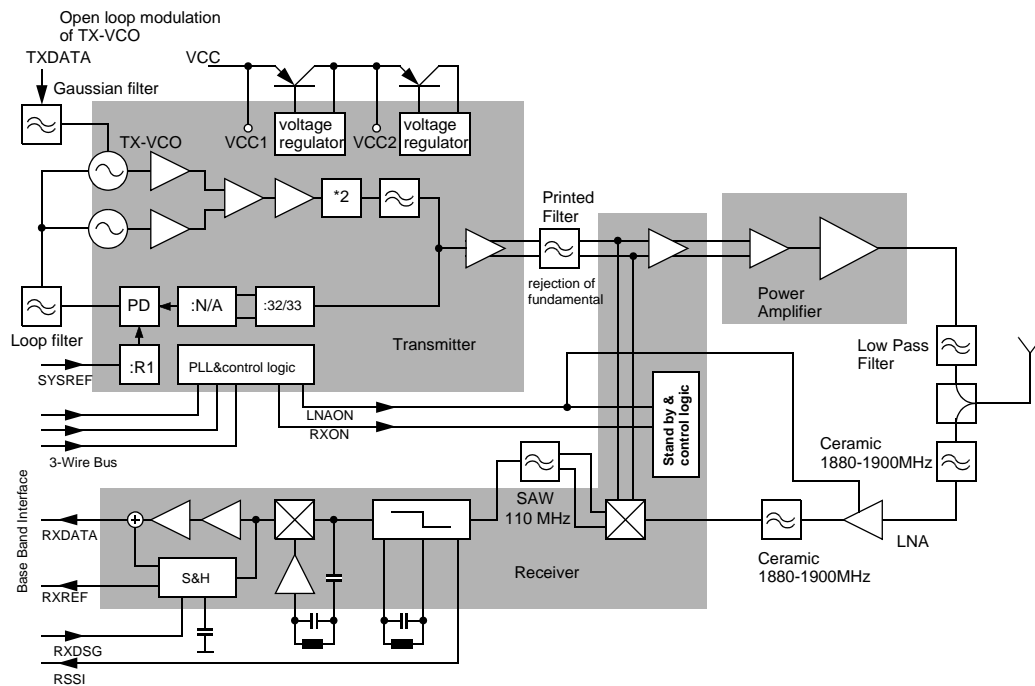 Open loop modulation
of TX-VCO
TXDATA
Gaussian filter
VCC
TX-VCO
VCC1
voltage
regulator
VCC2
voltage
regulator
*2
Printed
Filter
rejection of
fundamental
Power
Amplifier
PD
:N/A
:32/33
Loop filter
:R1
SYSREF
Transmitter
PLL&control logic
LNAON
RXON
3-Wire Bus
Stand by &
control logic
Low Pass
Filter
Ceramic
1880-1900MHz
SAW
110 MHz
LNA
Ceramic
1880-1900MHz
Base Band Interface
RXDATA
S&H
Receiver
RXREF
RXDSG
RSSI